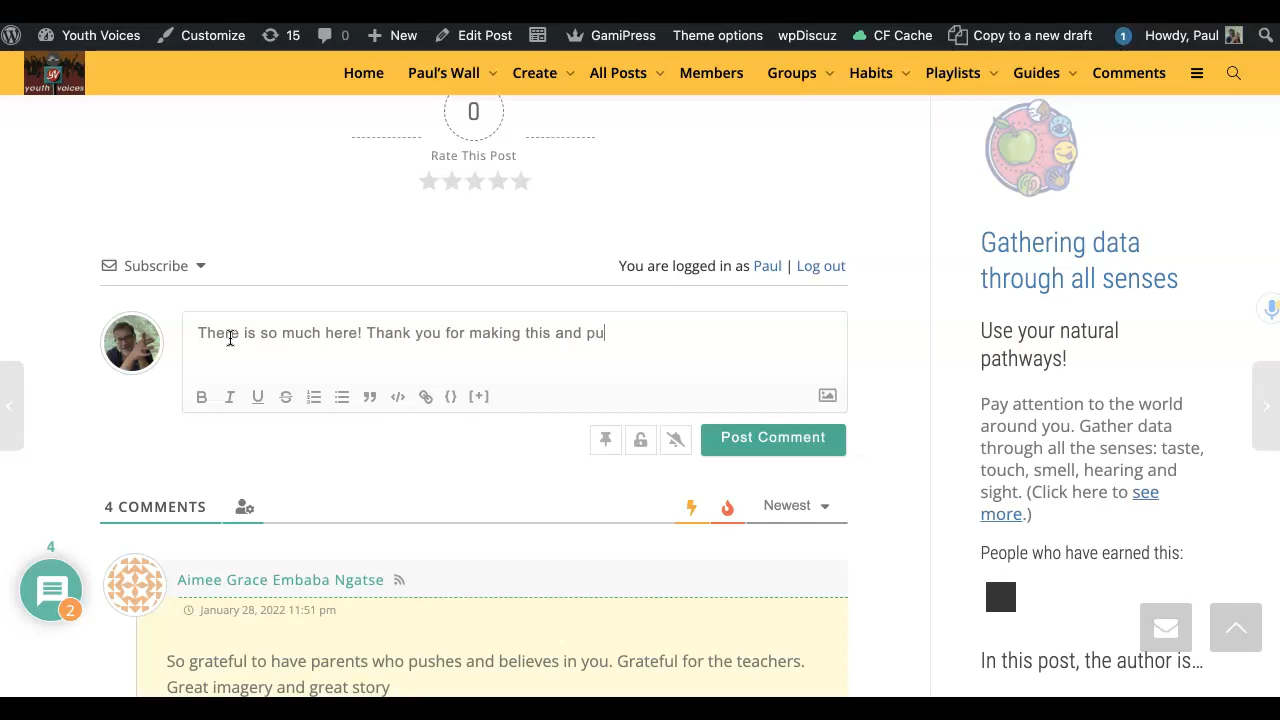 Youth Voices Customize 15 0 New Edit Post GamiPress Theme options wpDiscuz CF Cache Copy to a new draft 1 Howdy, Paul
YV
youth voices
Home Paul's Wall Create All Posts Members Groups Habits Playlists Guides Comments
0
Rate This Post
Subscribe
You are logged in as Paul | Log out
There is so much here! Thank you for making this and pu
B I U S </> {} [+]
Post Comment
4 COMMENTS
Newest
4
2
Aimee Grace Embaba Ngatse
January 28, 2022 11:51 pm
So grateful to have parents who pushes and believes in you. Grateful for the teachers.
Great imagery and great story
Gathering data
through all senses
Use your natural
pathways!
Pay attention to the world
around you. Gather data
through all the senses: taste,
touch, smell, hearing and
sight. (Click here to see
more.)
People who have earned this:
In this post, the author is...